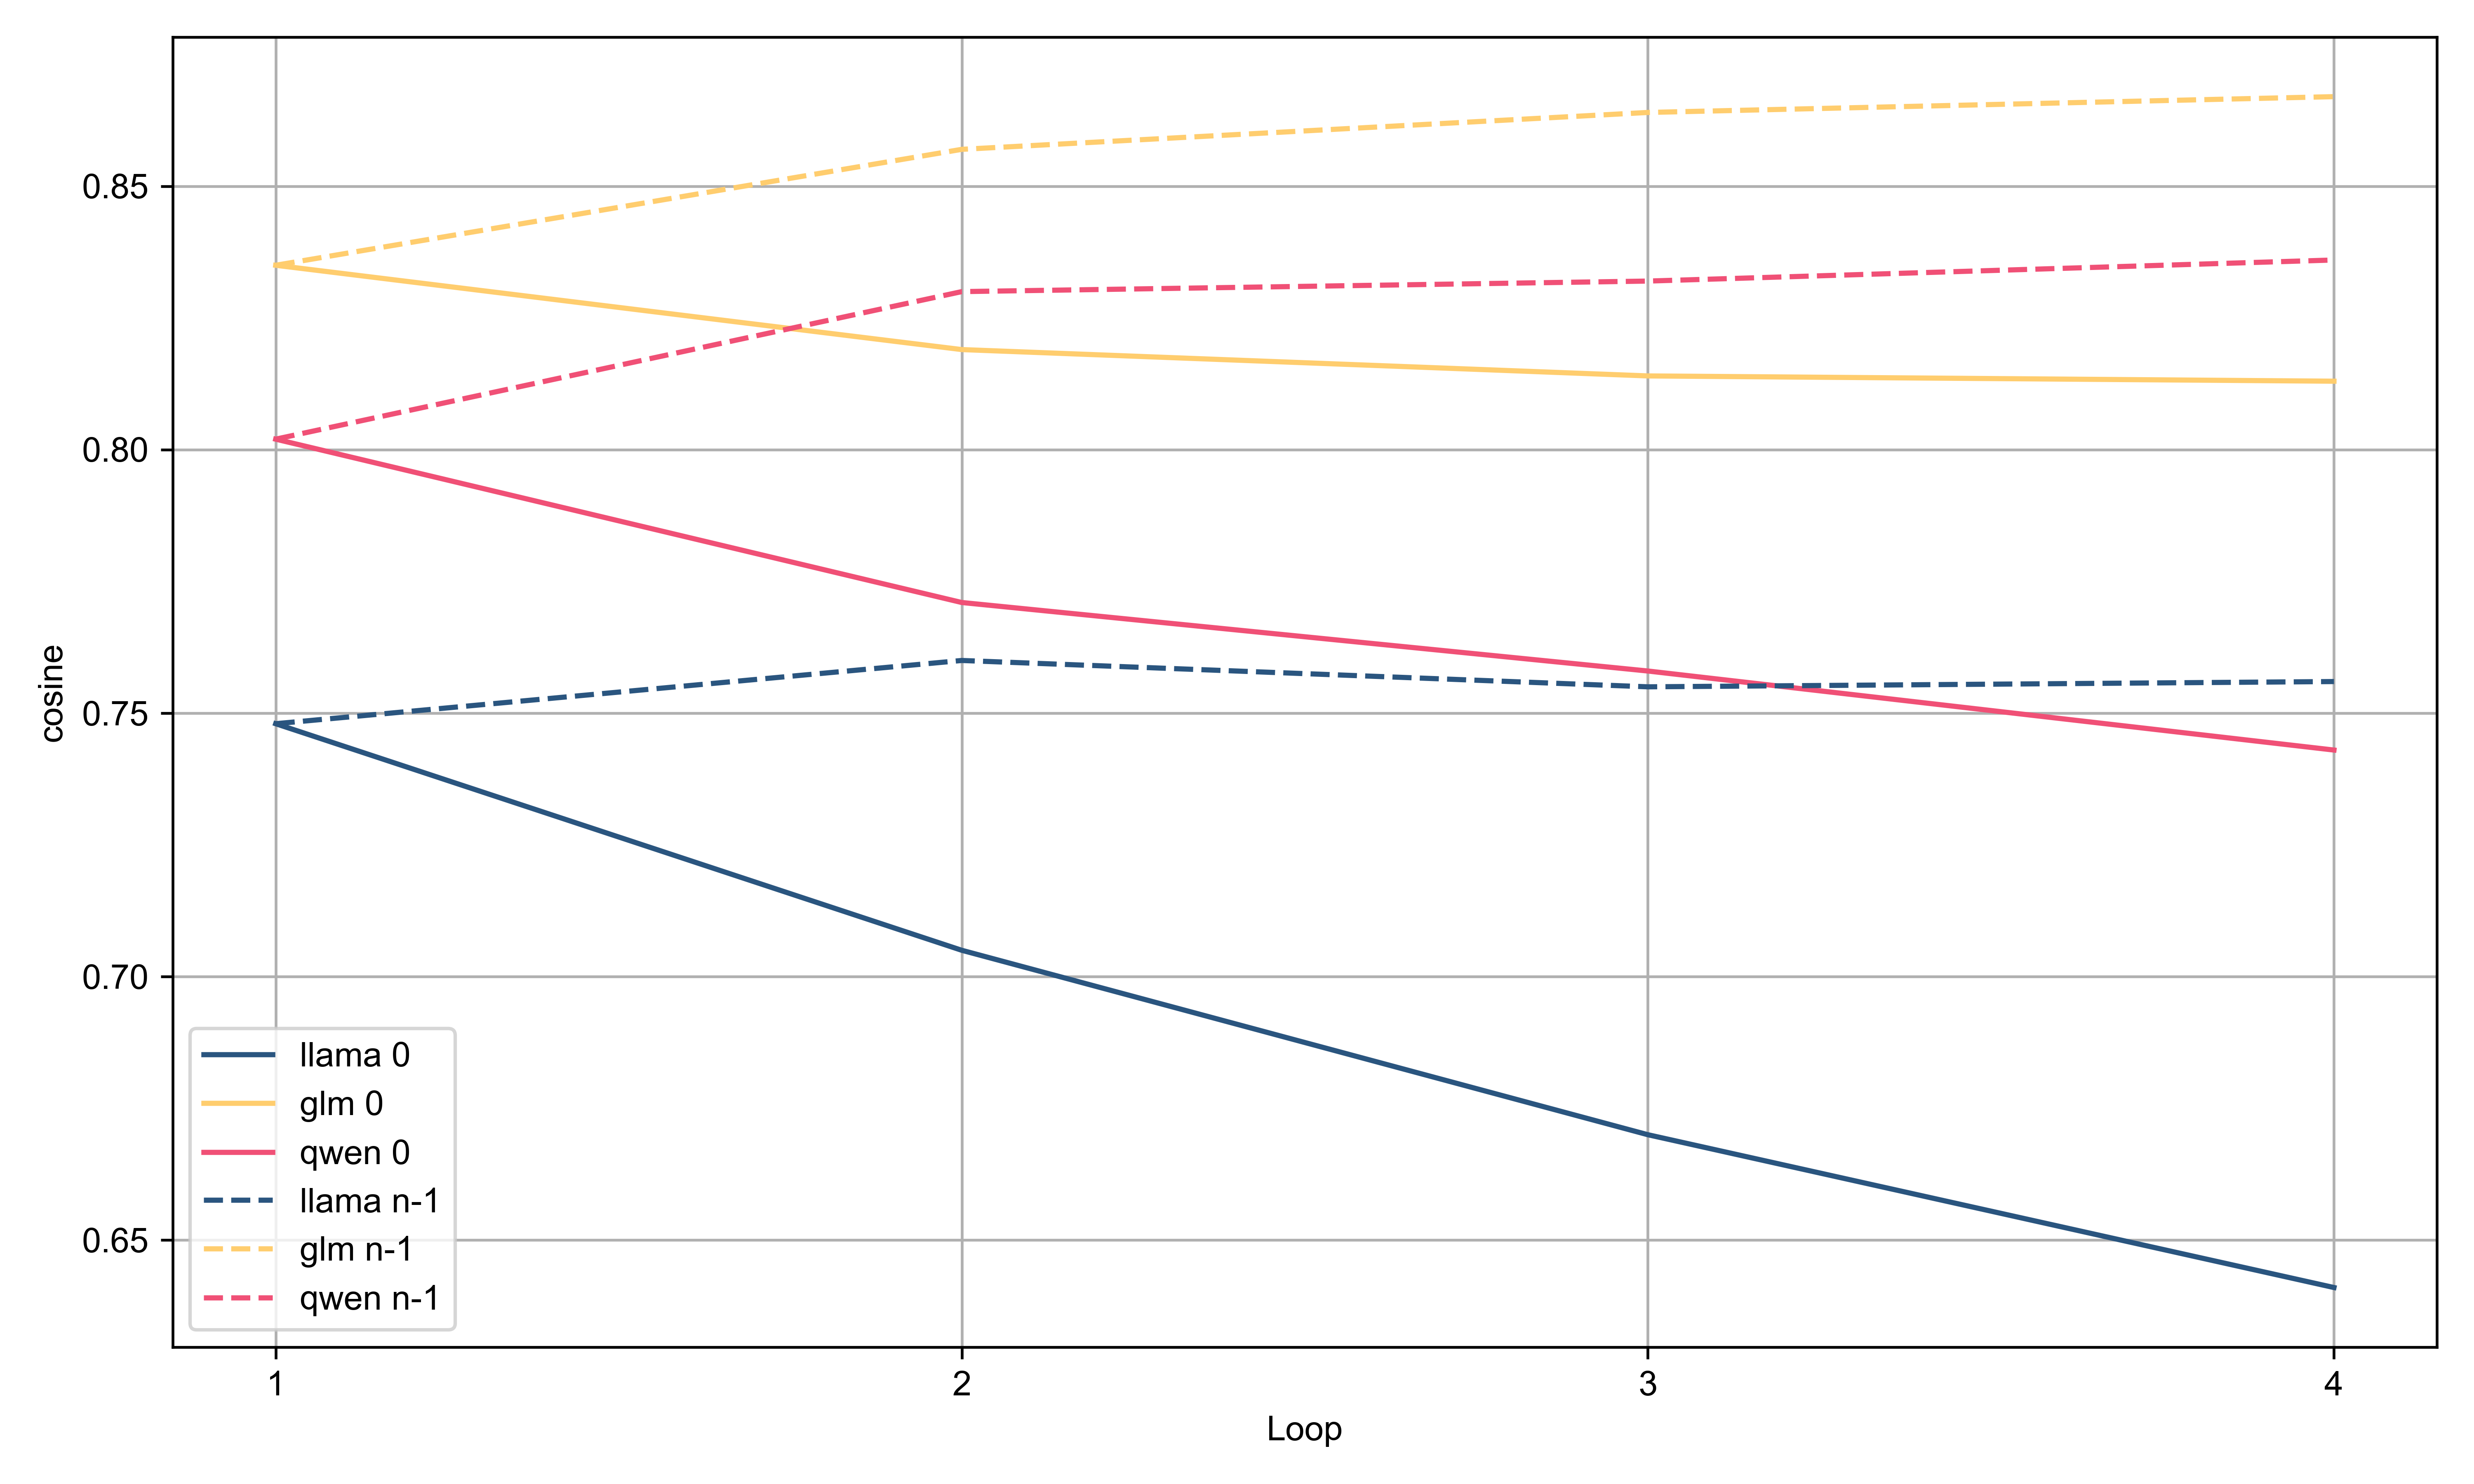 0.85
0.80
0.75
0.70
0.65
cosine
llama 0
glm 0
qwen 0
llama n-1
glm n-1
qwen n-1
1 2 3 4
Loop